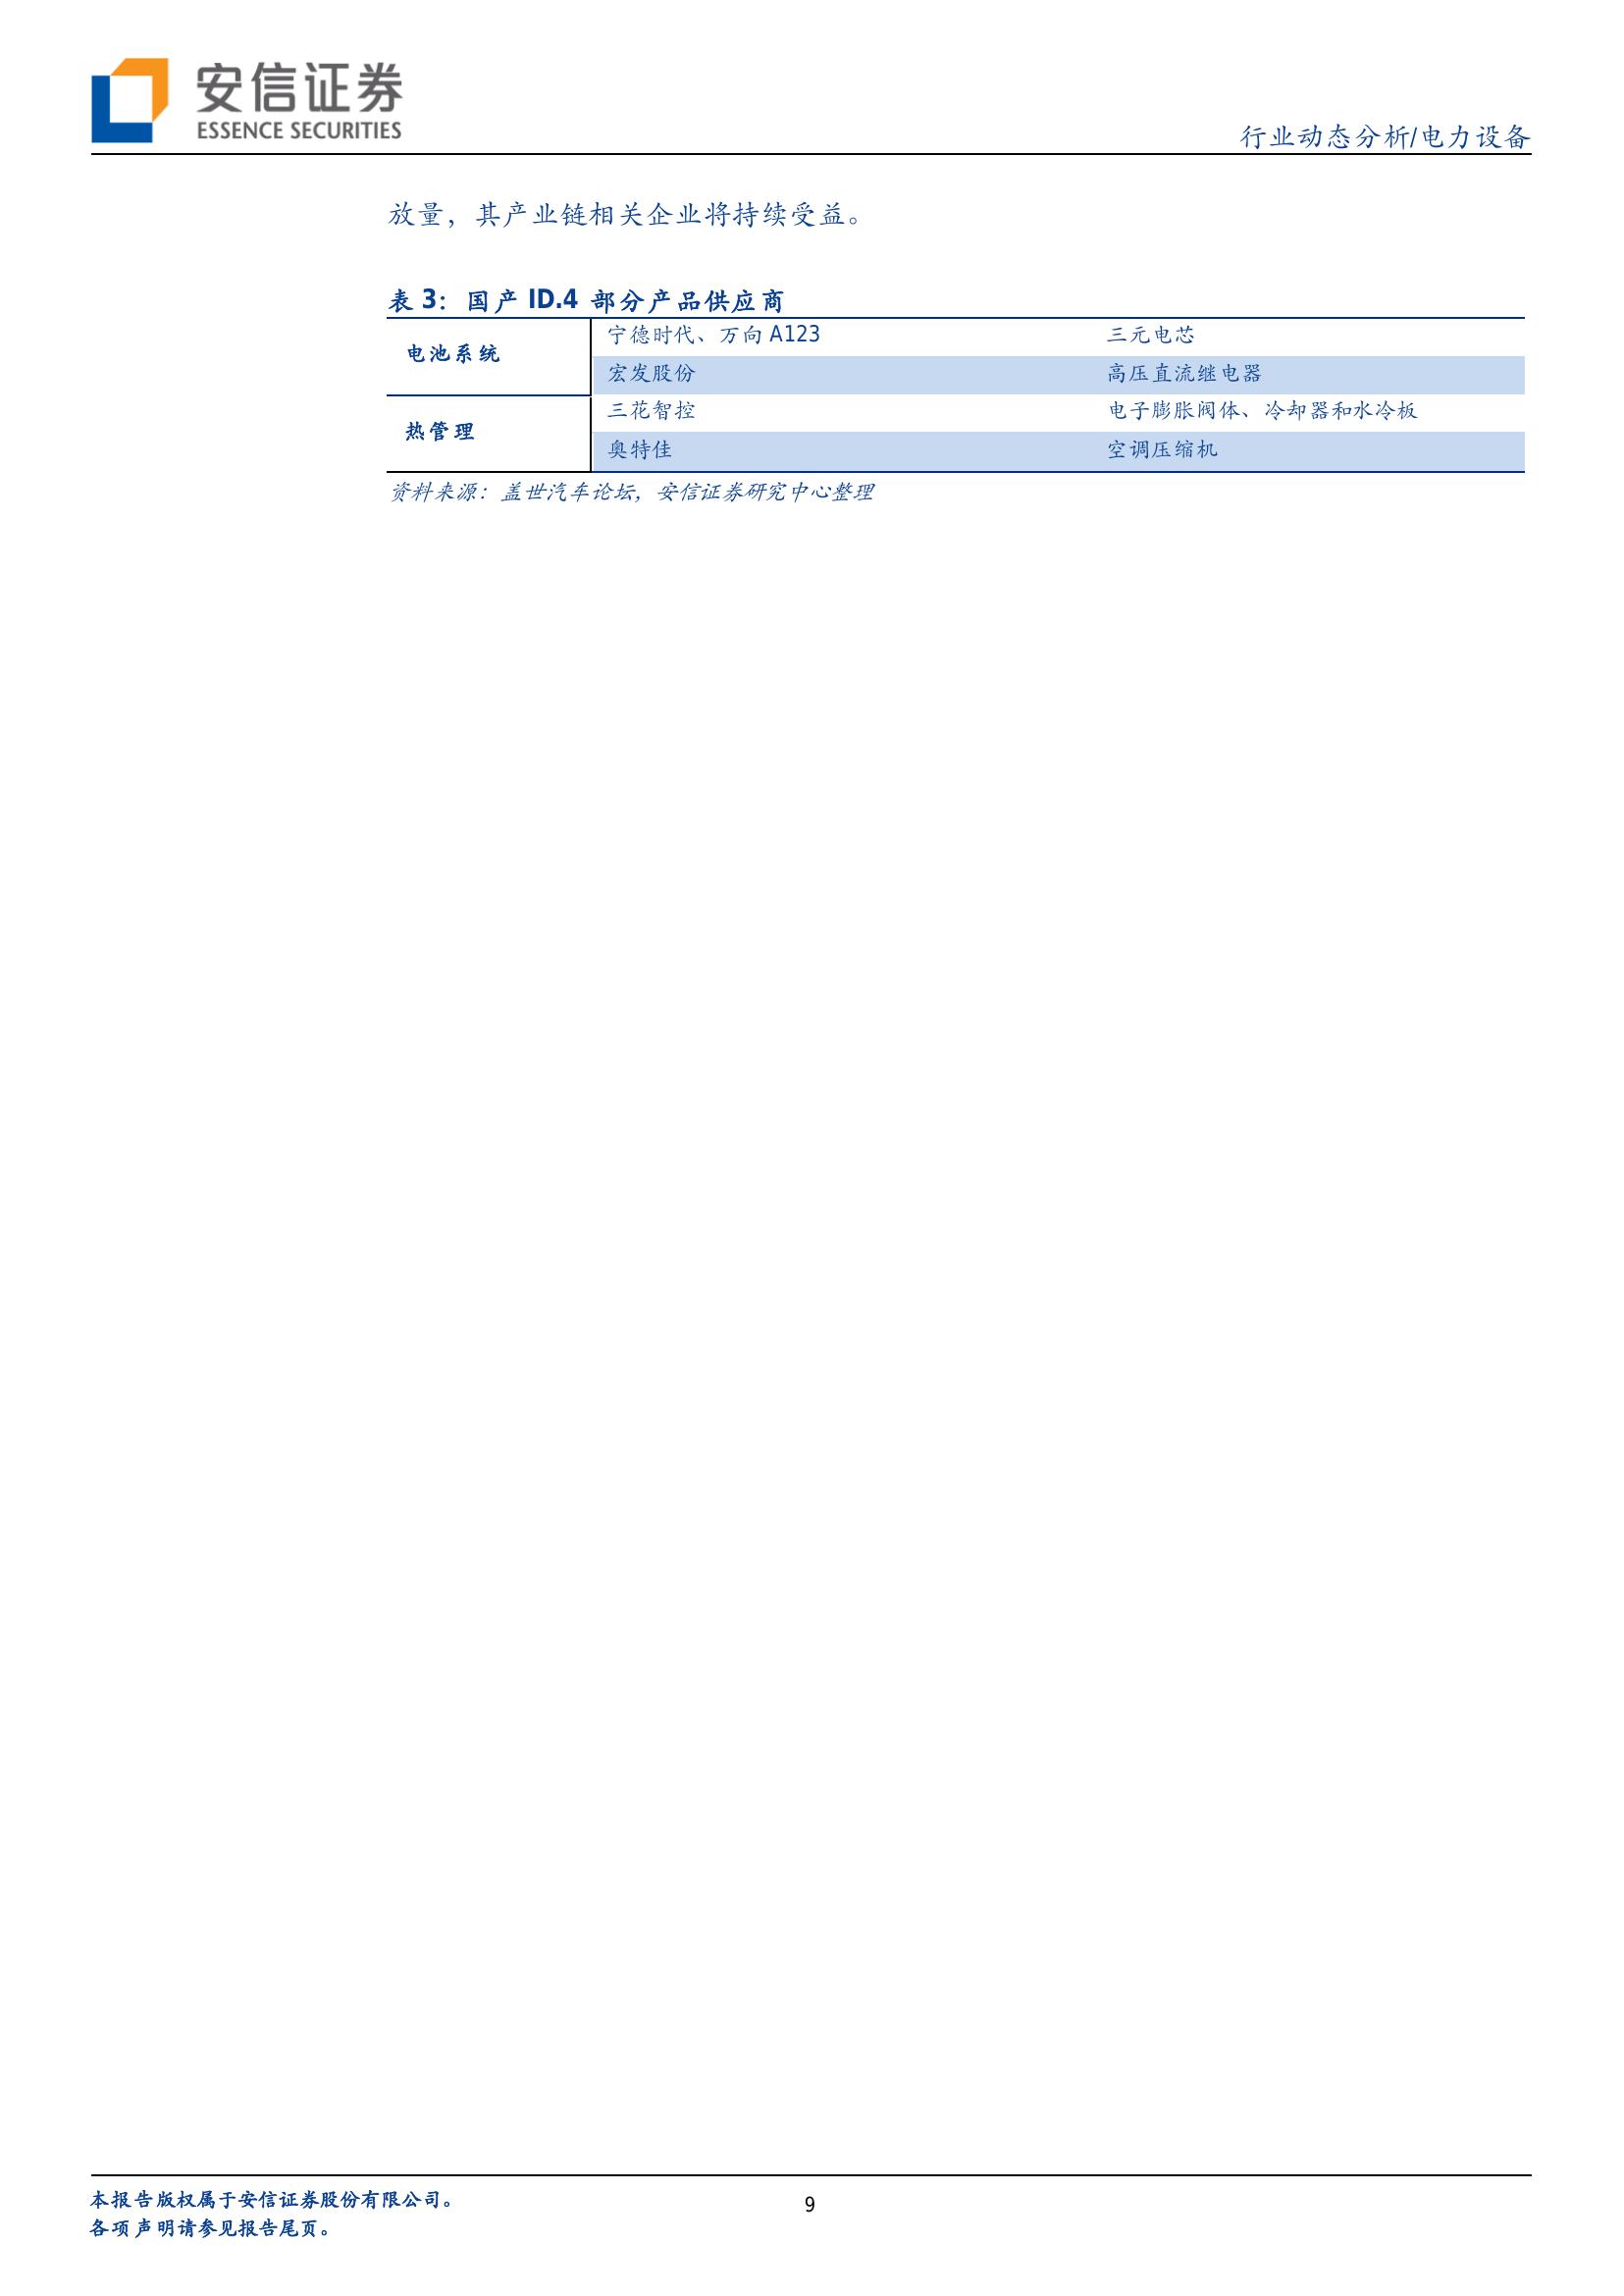 安信证券
ESSENCE SECURITIES
行业动态分析/电力设备
放量，其产业链相关企业将持续受益。
表 3：国产 ID.4 部分产品供应商
电池系统
宁德时代、万向 A123 三元电芯
宏发股份 高压直流继电器
热管理
三花智控 电子膨胀阀体、冷却器和水冷板
奥特佳 空调压缩机
资料来源：盖世汽车论坛，安信证券研究中心整理
本报告版权属于安信证券股份有限公司。
各项声明请参见报告尾页。
9